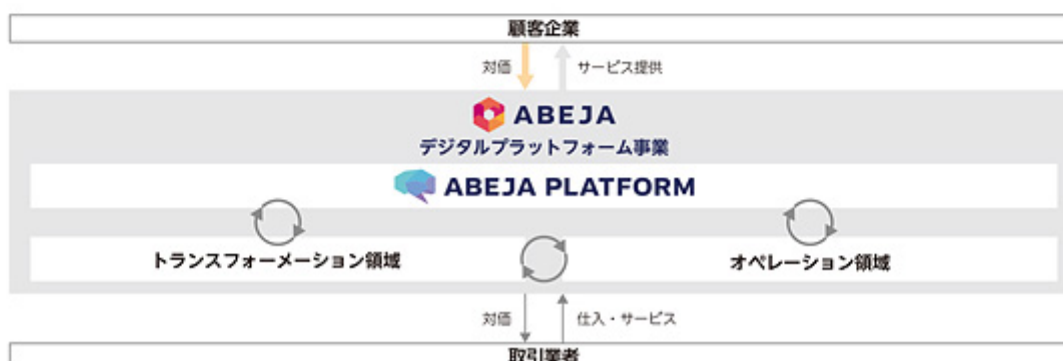 顧客企業
対価
サービス提供
ABEJA
デジタルプラットフォーム事業
ABEJA PLATFORM
トランスフォーメーション領域
オペレーション領域
対価
仕入・サービス
取引業者